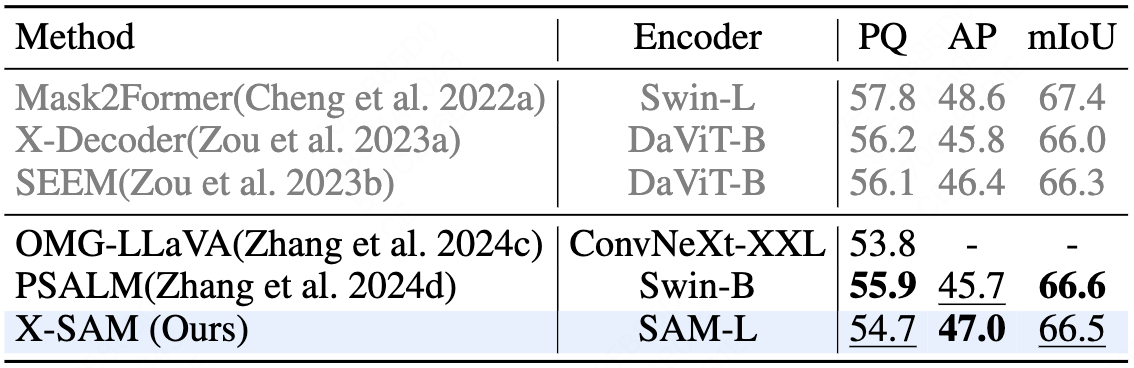 Method Encoder PQ AP mIoU
Mask2Former(Cheng et al. 2022a) Swin-L 57.8 48.6 67.4
X-Decoder(Zou et al. 2023a) DaViT-B 56.2 45.8 66.0
SEEM(Zou et al. 2023b) DaViT-B 56.1 46.4 66.3
OMG-LLaVA(Zhang et al. 2024c) ConvNeXt-XXL 53.8 - -
PSALM(Zhang et al. 2024d) Swin-B 55.9 45.7 66.6
X-SAM (Ours) SAM-L 54.7 47.0 66.5